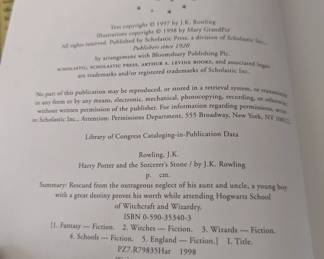 Text copyright © 1997 by J.K. Rowling
Illustrations copyright © 1998 by Mary GrandPré
All rights reserved. Published by Scholastic Press, a division of Scholastic Inc.,
Publishers since 1920
by arrangement with Bloomsbury Publishing Plc.
SCHOLASTIC, SCHOLASTIC PRESS, ARTHUR A. LEVINE BOOKS, and associated logos
are trademarks and/or registered trademarks of Scholastic Inc.
No part of this publication may be reproduced, or stored in a retrieval system, or transmitted
in any form or by any means, electronic, mechanical, photocopying, recording, or otherwise,
without written permission of the publisher. For information regarding permissions, write
to Scholastic Inc., Attention: Permissions Department, 555 Broadway, New York, NY 10012.
Library of Congress Cataloging-in-Publication Data
Rowling, J.K.
Harry Potter and the Sorcerer's Stone / by J.K. Rowling
p. cm.
Summary: Rescued from the outrageous neglect of his aunt and uncle, a young boy
with a great destiny proves his worth while attending Hogwarts School
of Witchcraft and Wizardry.
ISBN 0-590-35340-3
[1. Fantasy — Fiction. 2. Witches — Fiction. 3. Wizards — Fiction.
4. Schools — Fiction. 5. England — Fiction.] I. Title.
PZ7.R79835Har 1998